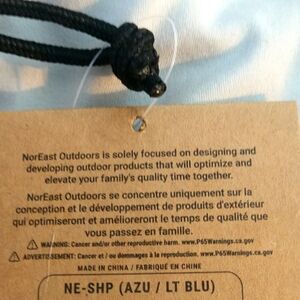 NorEast Outdoors is solely focused on designing and
developing outdoor products that will optimize and
elevate your family's quality time together.
NorEast Outdoors se concentre uniquement sur la
conception et le développement de produits d'extérieur
qui optimiseront et amélioreront le temps de qualité que
vous passez en famille.
⚠ WARNING: Cancer and/or other reproductive harm. www.P65Warnings.ca.gov
⚠ ADVERTISSEMENT: Cancer et / ou dommages à la reproduction. www.P65Warnings.ca.gov
MADE IN CHINA / FABRIQUÉ EN CHINE
NE-SHP (AZU / LT BLU)